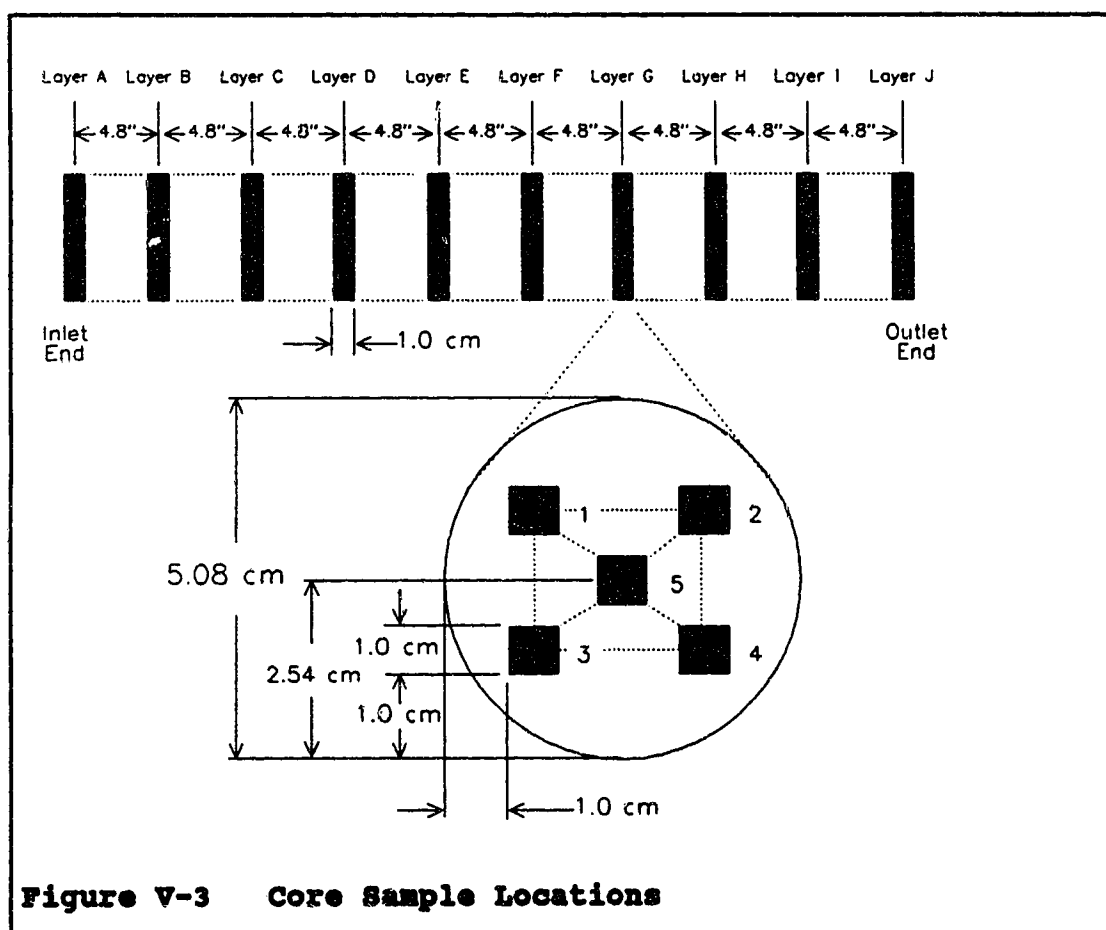 Layer A Layer B Layer C Layer D Layer E Layer F Layer G Layer H Layer I Layer J
4.8" 4.8" 4.8" 4.8" 4.8" 4.8" 4.8" 4.8" 4.8"
Inlet
End
Outlet
End
1.0 cm
1 2
5.08 cm
5
1.0 cm
3 4
2.54 cm
1.0 cm
1.0 cm
Figure V-3 Core Sample Locations